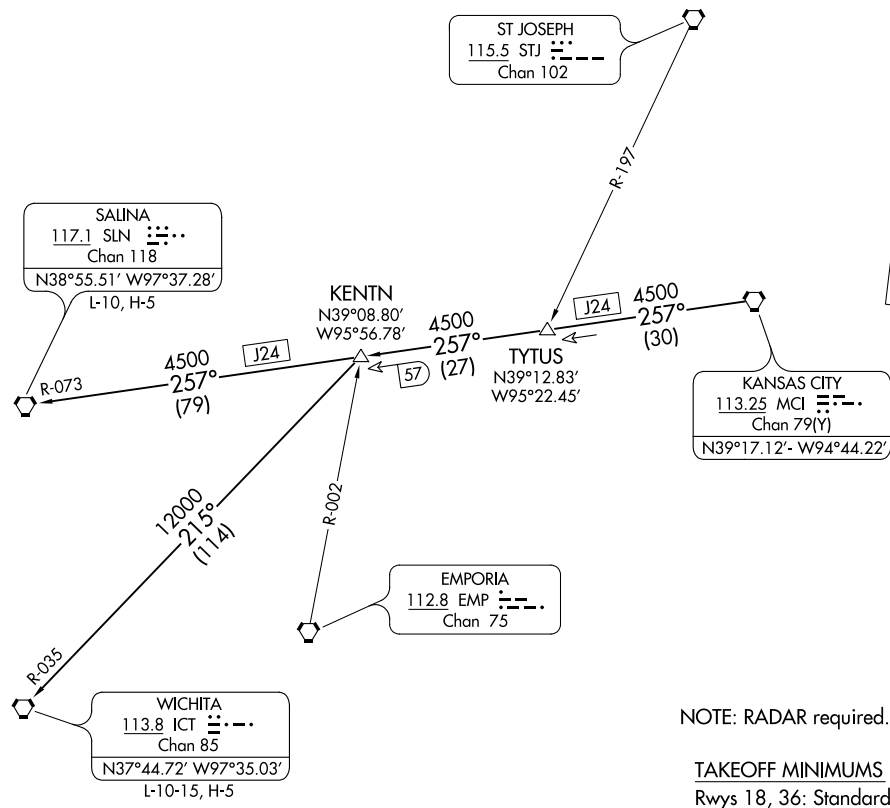 ST JOSEPH
115.5 STJ
Chan 102
R-197
SALINA
117.1 SLN
Chan 118
N38°55.51' W97°37.28'
L-10, H-5
KENTN
N39°08.80'
W95°56.78'
4500
J24
257°
(30)
4500
257°
(27)
TYTUS
N39°12.83'
W95°22.45'
57
4500
J24
257°
(79)
R-073
KANSAS CITY
113.25 MCI
Chan 79(Y)
N39°17.12'- W94°44.22'
12000
215°
(114)
R-002
R-035
EMPORIA
112.8 EMP
Chan 75
WICHITA
113.8 ICT
Chan 85
N37°44.72' W97°35.03'
L-10-15, H-5
NOTE: RADAR required.
TAKEOFF MINIMUMS
Rwys 18, 36: Standard